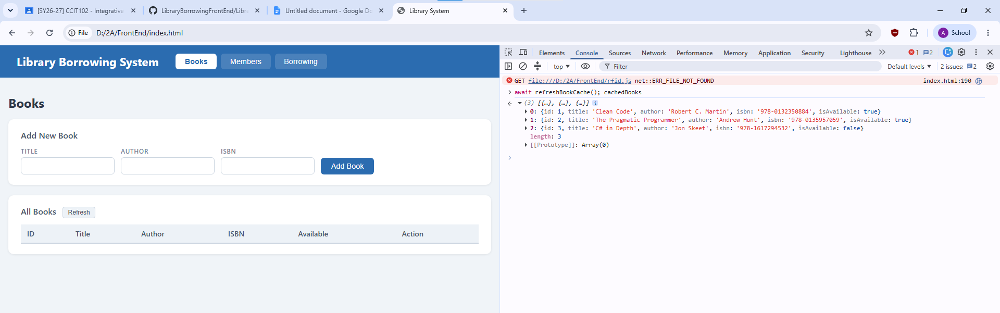 [SY26-27] CCIT102 - Integrative
LibraryBorrowingFrontEnd/Libra
Untitled document - Google Do
Library System
File
D:/2A/FrontEnd/index.html
A
School
Library Borrowing System
Books
Members
Borrowing
Books
Add New Book
TITLE
AUTHOR
ISBN
Add Book
All Books
Refresh
ID Title Author ISBN Available Action
Elements Console Sources Network Performance Memory Application Security Lighthouse
1
2
top
Filter
Default levels
2 issues: 2
GET file:///D:/2A/FrontEnd/rfid.js net::ERR_FILE_NOT_FOUND index.html:190
await refreshBookCache(); cachedBooks
(3) [{…}, {…}, {…}] i
0: {id: 1, title: 'Clean Code', author: 'Robert C. Martin', isbn: '978-0132350884', isAvailable: true}
1: {id: 2, title: 'The Pragmatic Programmer', author: 'Andrew Hunt', isbn: '978-0135957059', isAvailable: true}
2: {id: 3, title: 'C# in Depth', author: 'Jon Skeet', isbn: '978-1617294532', isAvailable: false}
length: 3
[[Prototype]]: Array(0)